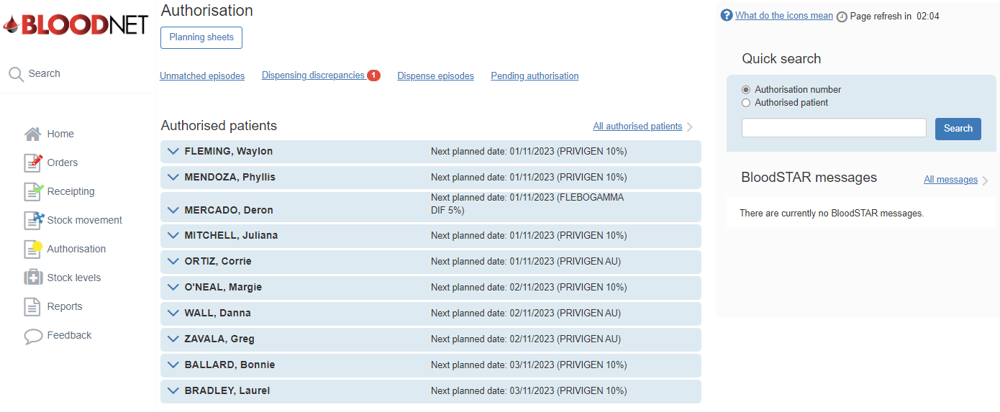 BLOODNET
Search
Home
Orders
Receipting
Stock movement
Authorisation
Stock levels
Reports
Feedback
Authorisation
Planning sheets
Unmatched episodes Dispensing discrepancies 1 Dispense episodes Pending authorisation
Authorised patients All authorised patients
FLEMING, Waylon Next planned date: 01/11/2023 (PRIVIGEN 10%)
MENDOZA, Phyllis Next planned date: 01/11/2023 (PRIVIGEN 10%)
MERCADO, Deron Next planned date: 01/11/2023 (FLEBOGAMMA
DIF 5%)
MITCHELL, Juliana Next planned date: 01/11/2023 (PRIVIGEN 10%)
ORTIZ, Corrie Next planned date: 01/11/2023 (PRIVIGEN AU)
O'NEAL, Margie Next planned date: 02/11/2023 (PRIVIGEN 10%)
WALL, Danna Next planned date: 02/11/2023 (PRIVIGEN AU)
ZAVALA, Greg Next planned date: 02/11/2023 (PRIVIGEN AU)
BALLARD, Bonnie Next planned date: 03/11/2023 (PRIVIGEN 10%)
BRADLEY, Laurel Next planned date: 03/11/2023 (PRIVIGEN 10%)
? What do the icons mean Page refresh in 02:04
Quick search
Authorisation number
Authorised patient
Search
BloodSTAR messages All messages
There are currently no BloodSTAR messages.